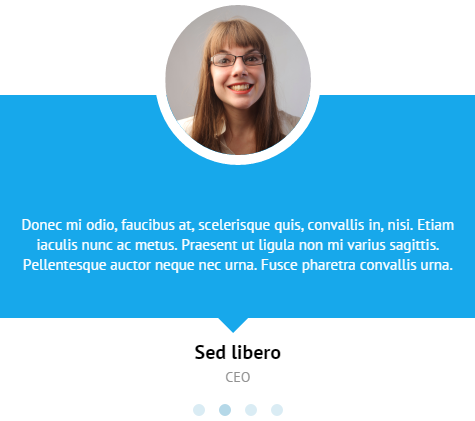 Donec mi odio, faucibus at, scelerisque quis, convallis in, nisi. Etiam
iaculis nunc ac metus. Praesent ut ligula non mi varius sagittis.
Pellentesque auctor neque nec urna. Fusce pharetra convallis urna.
Sed libero
CEO